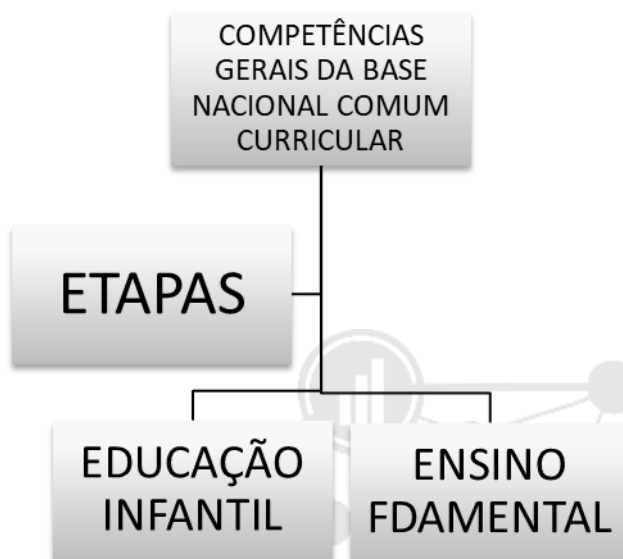 COMPETÊNCIAS
GERAIS DA BASE
NACIONAL COMUM
CURRICULAR
ETAPAS
EDUCAÇÃO
INFANTIL
ENSINO
FDAMENTAL